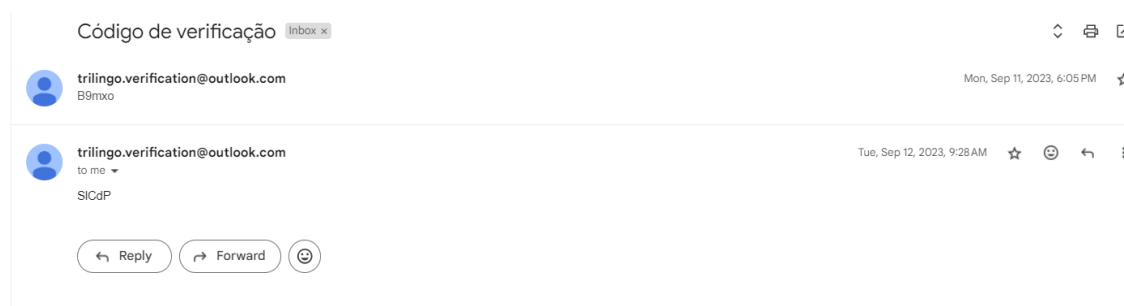 Código de verificação Inbox ×
trilingo.verification@outlook.com Mon, Sep 11, 2023, 6:05 PM
B9mxo
trilingo.verification@outlook.com Tue, Sep 12, 2023, 9:28 AM
to me
SlCdP
Reply Forward